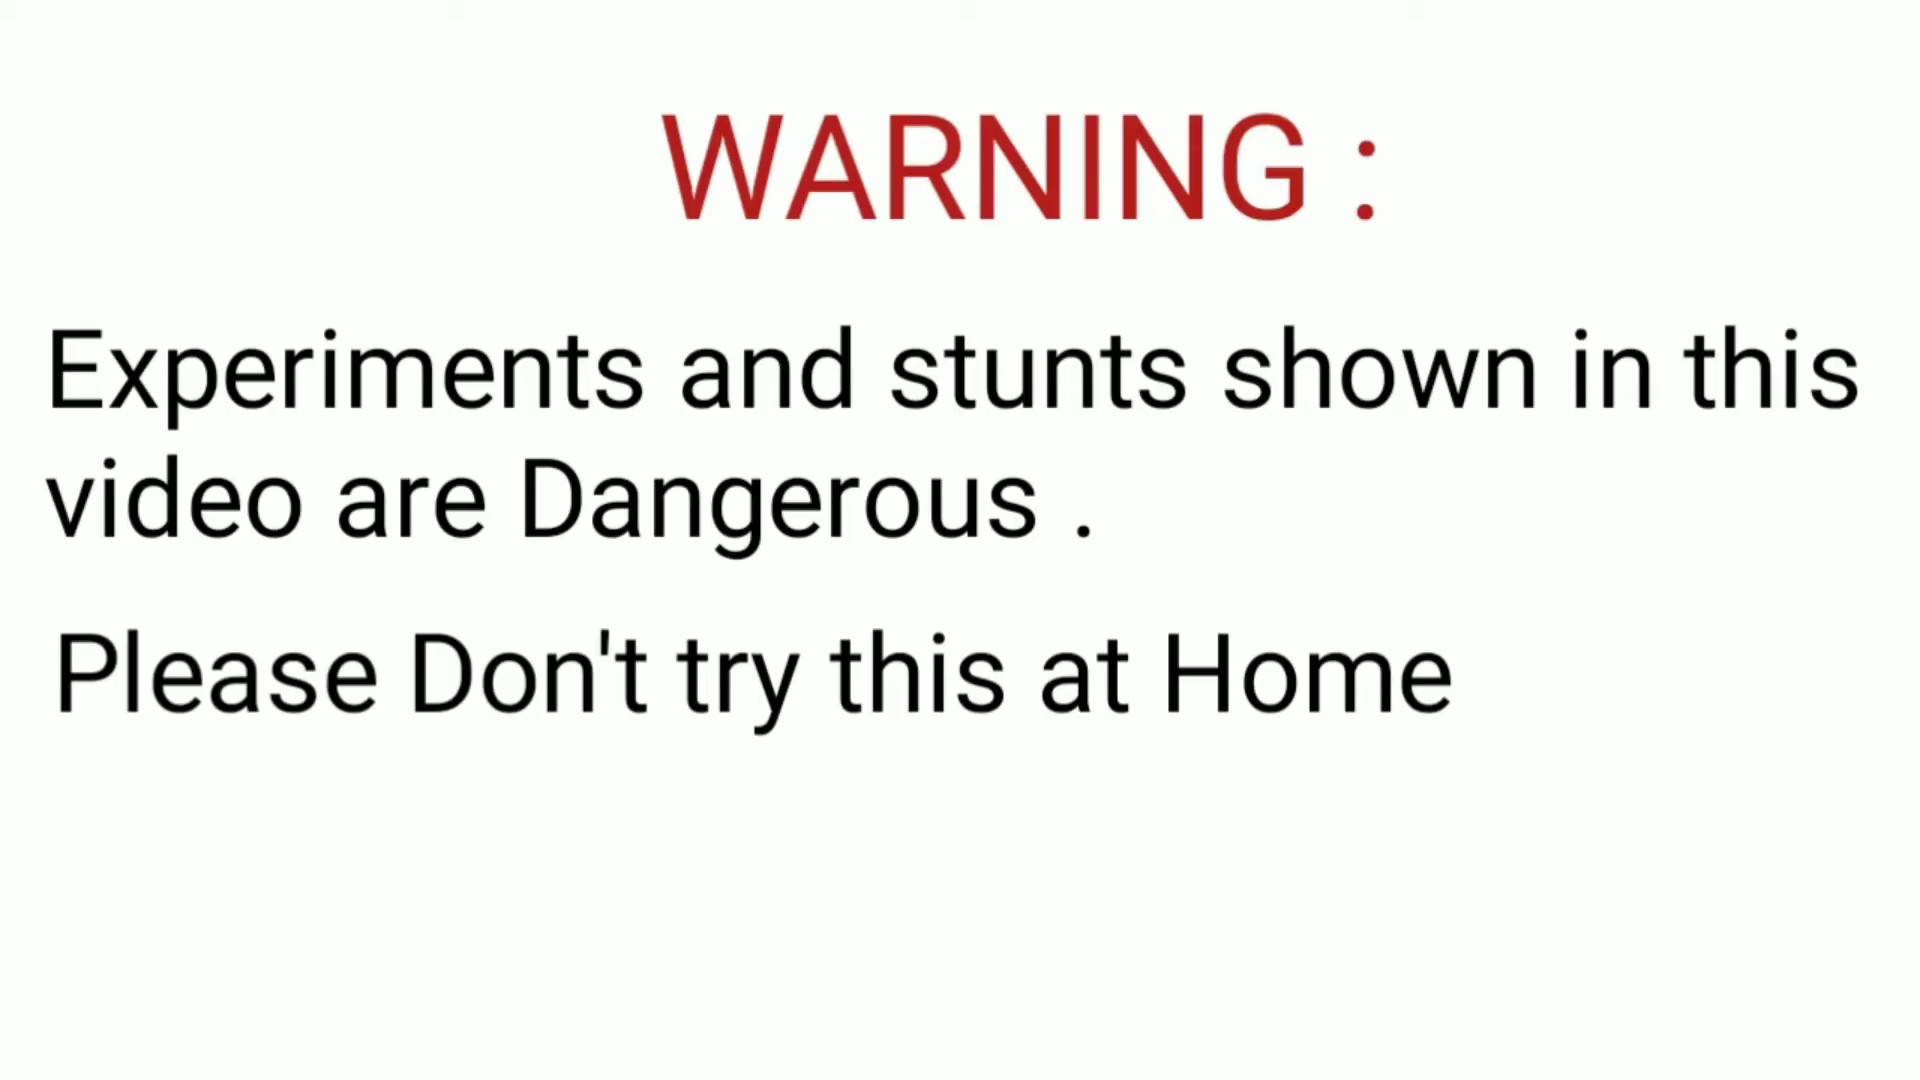 WARNING :
Experiments and stunts shown in this
video are Dangerous .
Please Don't try this at Home